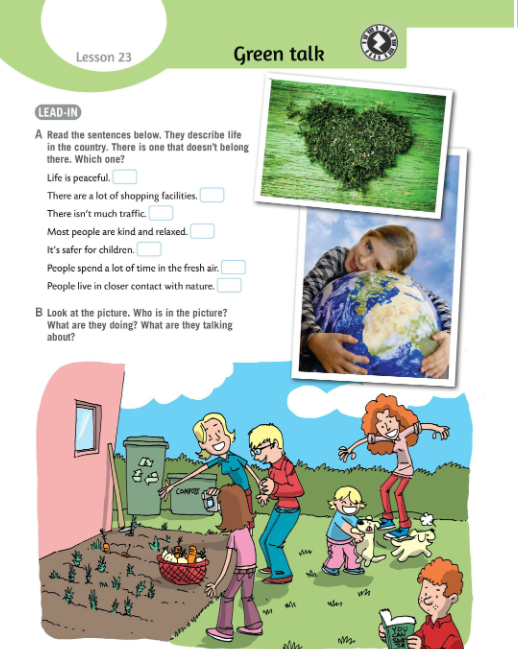 Lesson 23
Green talk
LEAD-IN
A Read the sentences below. They describe life
in the country. There is one that doesn't belong
there. Which one?
Life is peaceful.
There are a lot of shopping facilities.
There isn't much traffic.
Most people are kind and relaxed.
It's safer for children.
People spend a lot of time in the fresh air.
People live in closer contact with nature.
B Look at the picture. Who is in the picture?
What are they doing? What are they talking
about?
COMPOST
YOU
CAN